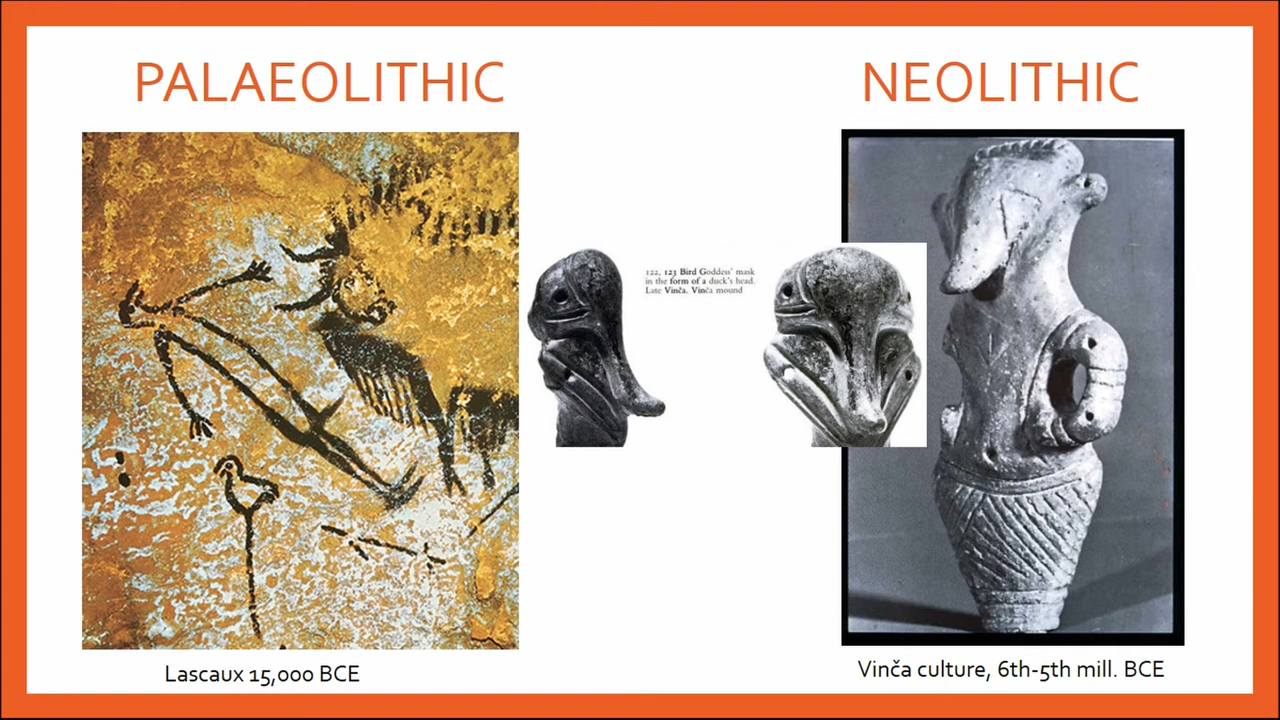 PALAEOLITHIC
NEOLITHIC
122, 123 Bird Goddess' mask
in the form of a duck's head.
Late Vinča. Vinča mound
Lascaux 15,000 BCE
Vinča culture, 6th-5th mill. BCE